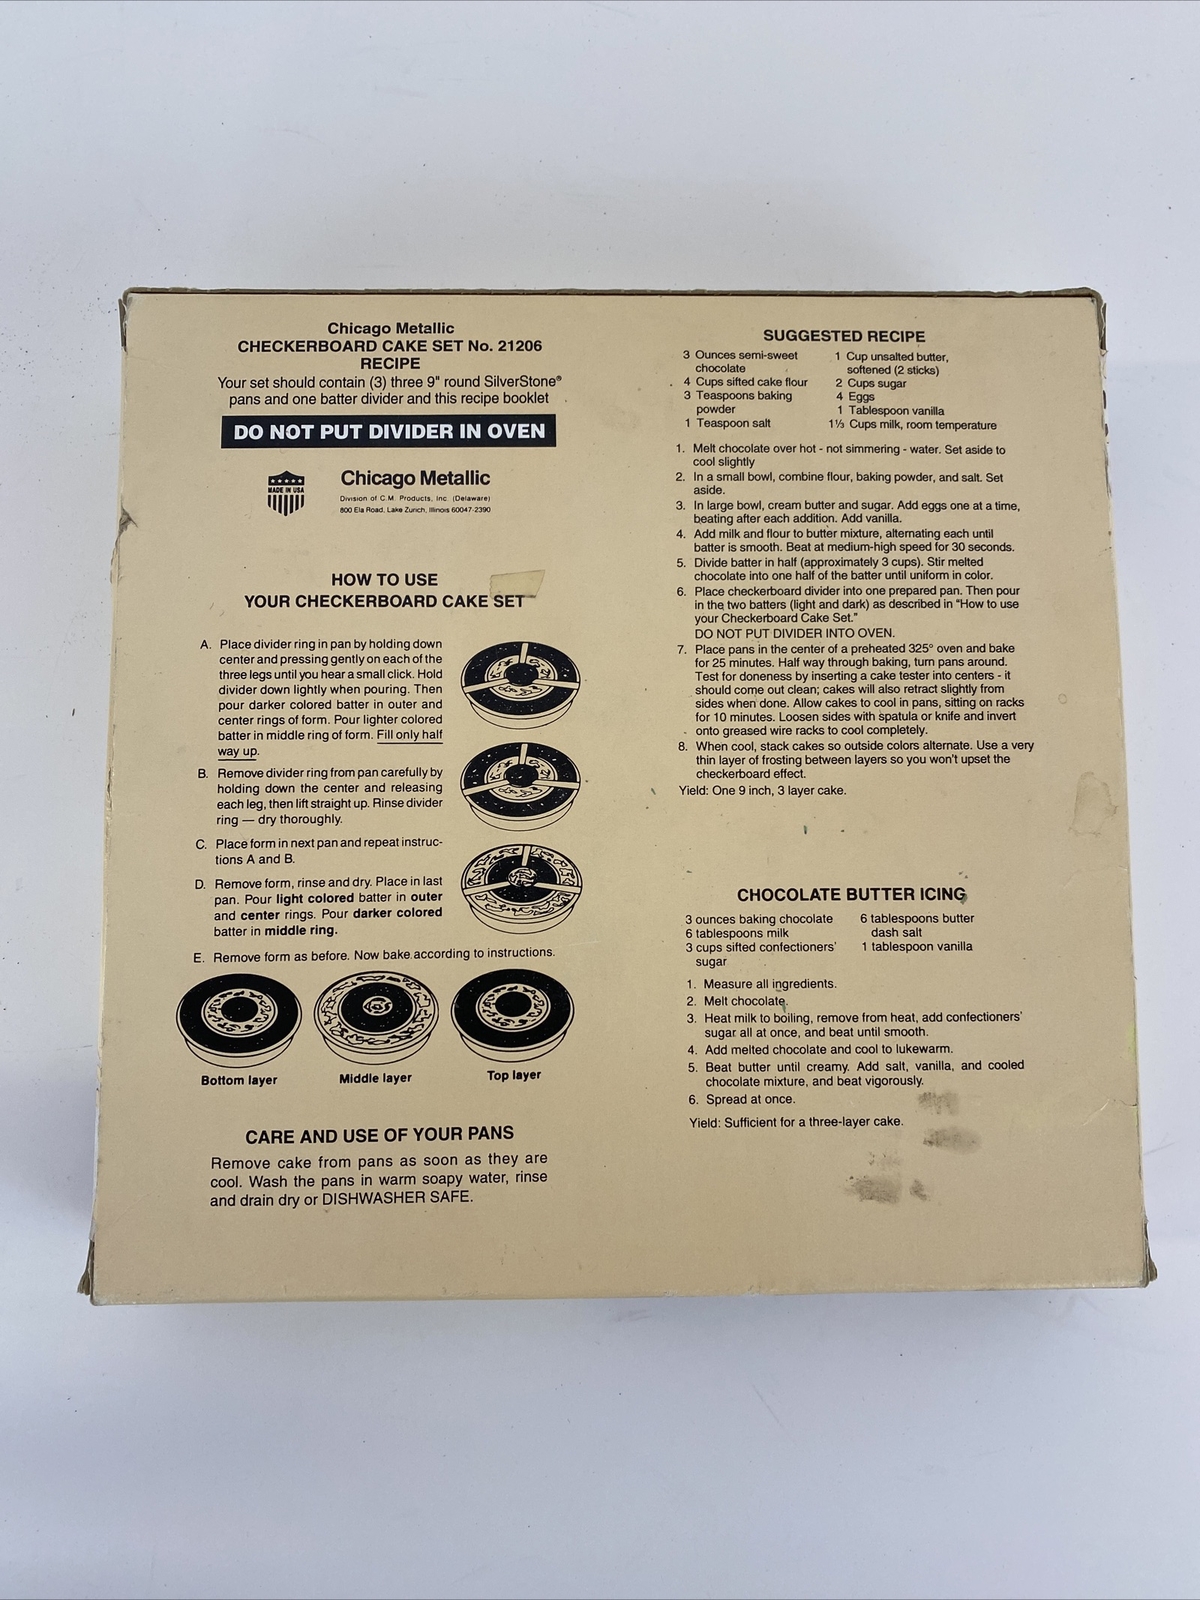 Chicago Metallic
CHECKERBOARD CAKE SET No. 21206
RECIPE
Your set should contain (3) three 9" round SilverStone®
pans and one batter divider and this recipe booklet
DO NOT PUT DIVIDER IN OVEN
MADE IN USA
Chicago Metallic
Division of C.M. Products, Inc. (Delaware)
800 Ela Road, Lake Zurich, Illinois 60047-2390
HOW TO USE
YOUR CHECKERBOARD CAKE SET
A. Place divider ring in pan by holding down
center and pressing gently on each of the
three legs until you hear a small click. Hold
divider down lightly when pouring. Then
pour darker colored batter in outer and
center rings of form. Pour lighter colored
batter in middle ring of form. Fill only half
way up.
B. Remove divider ring from pan carefully by
holding down the center and releasing
each leg, then lift straight up. Rinse divider
ring — dry thoroughly.
C. Place form in next pan and repeat instruc-
tions A and B.
D. Remove form, rinse and dry. Place in last
pan. Pour light colored batter in outer
and center rings. Pour darker colored
batter in middle ring.
E. Remove form as before. Now bake according to instructions.
Bottom layer
Middle layer
Top layer
CARE AND USE OF YOUR PANS
Remove cake from pans as soon as they are
cool. Wash the pans in warm soapy water, rinse
and drain dry or DISHWASHER SAFE.
SUGGESTED RECIPE
3 Ounces semi-sweet
chocolate
4 Cups sifted cake flour
3 Teaspoons baking
powder
1 Teaspoon salt
1 Cup unsalted butter,
softened (2 sticks)
2 Cups sugar
4 Eggs
1 Tablespoon vanilla
1⅓ Cups milk, room temperature
1. Melt chocolate over hot - not simmering - water. Set aside to
cool slightly
2. In a small bowl, combine flour, baking powder, and salt. Set
aside.
3. In large bowl, cream butter and sugar. Add eggs one at a time,
beating after each addition. Add vanilla.
4. Add milk and flour to butter mixture, alternating each until
batter is smooth. Beat at medium-high speed for 30 seconds.
5. Divide batter in half (approximately 3 cups). Stir melted
chocolate into one half of the batter until uniform in color.
6. Place checkerboard divider into one prepared pan. Then pour
in the two batters (light and dark) as described in "How to use
your Checkerboard Cake Set."
DO NOT PUT DIVIDER INTO OVEN.
7. Place pans in the center of a preheated 325° oven and bake
for 25 minutes. Half way through baking, turn pans around.
Test for doneness by inserting a cake tester into centers - it
should come out clean; cakes will also retract slightly from
sides when done. Allow cakes to cool in pans, sitting on racks
for 10 minutes. Loosen sides with spatula or knife and invert
onto greased wire racks to cool completely.
8. When cool, stack cakes so outside colors alternate. Use a very
thin layer of frosting between layers so you won't upset the
checkerboard effect.
Yield: One 9 inch, 3 layer cake.
CHOCOLATE BUTTER ICING
3 ounces baking chocolate
6 tablespoons milk
3 cups sifted confectioners'
sugar
6 tablespoons butter
dash salt
1 tablespoon vanilla
1. Measure all ingredients.
2. Melt chocolate.
3. Heat milk to boiling, remove from heat, add confectioners'
sugar all at once, and beat until smooth.
4. Add melted chocolate and cool to lukewarm.
5. Beat butter until creamy. Add salt, vanilla, and cooled
chocolate mixture, and beat vigorously.
6. Spread at once.
Yield: Sufficient for a three-layer cake.